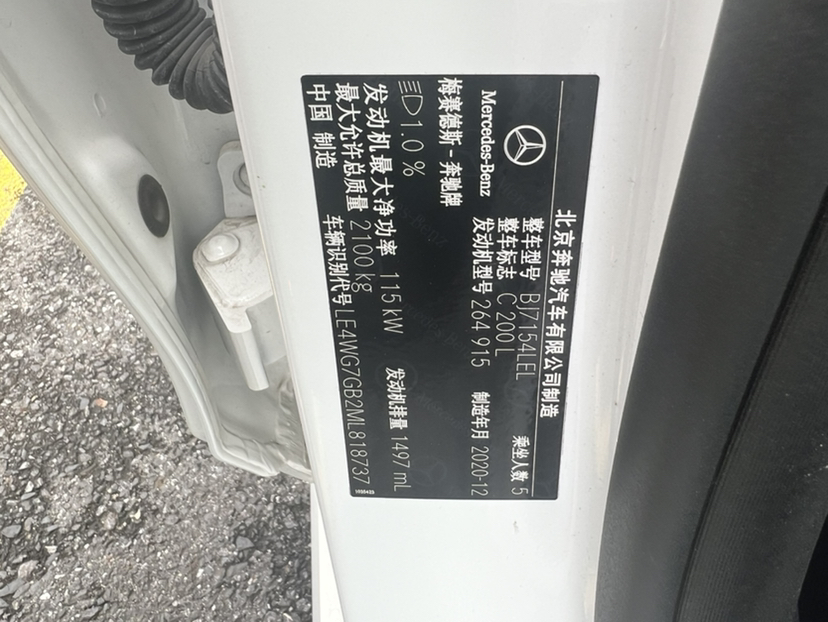 北京奔驰汽车有限公司制造
Mercedes-Benz
整车型号 BJ7154LEL
乘坐人数 5
整车标志 C 200 L
梅赛德斯-奔驰牌
发动机型号 264 915
制造年月 2020-12
1.0 %
发动机最大净功率 115 kW
发动机排量 1497 mL
最大允许总质量 2100 kg
中国 制造
车辆识别代号 LE4WG7GB2ML818737